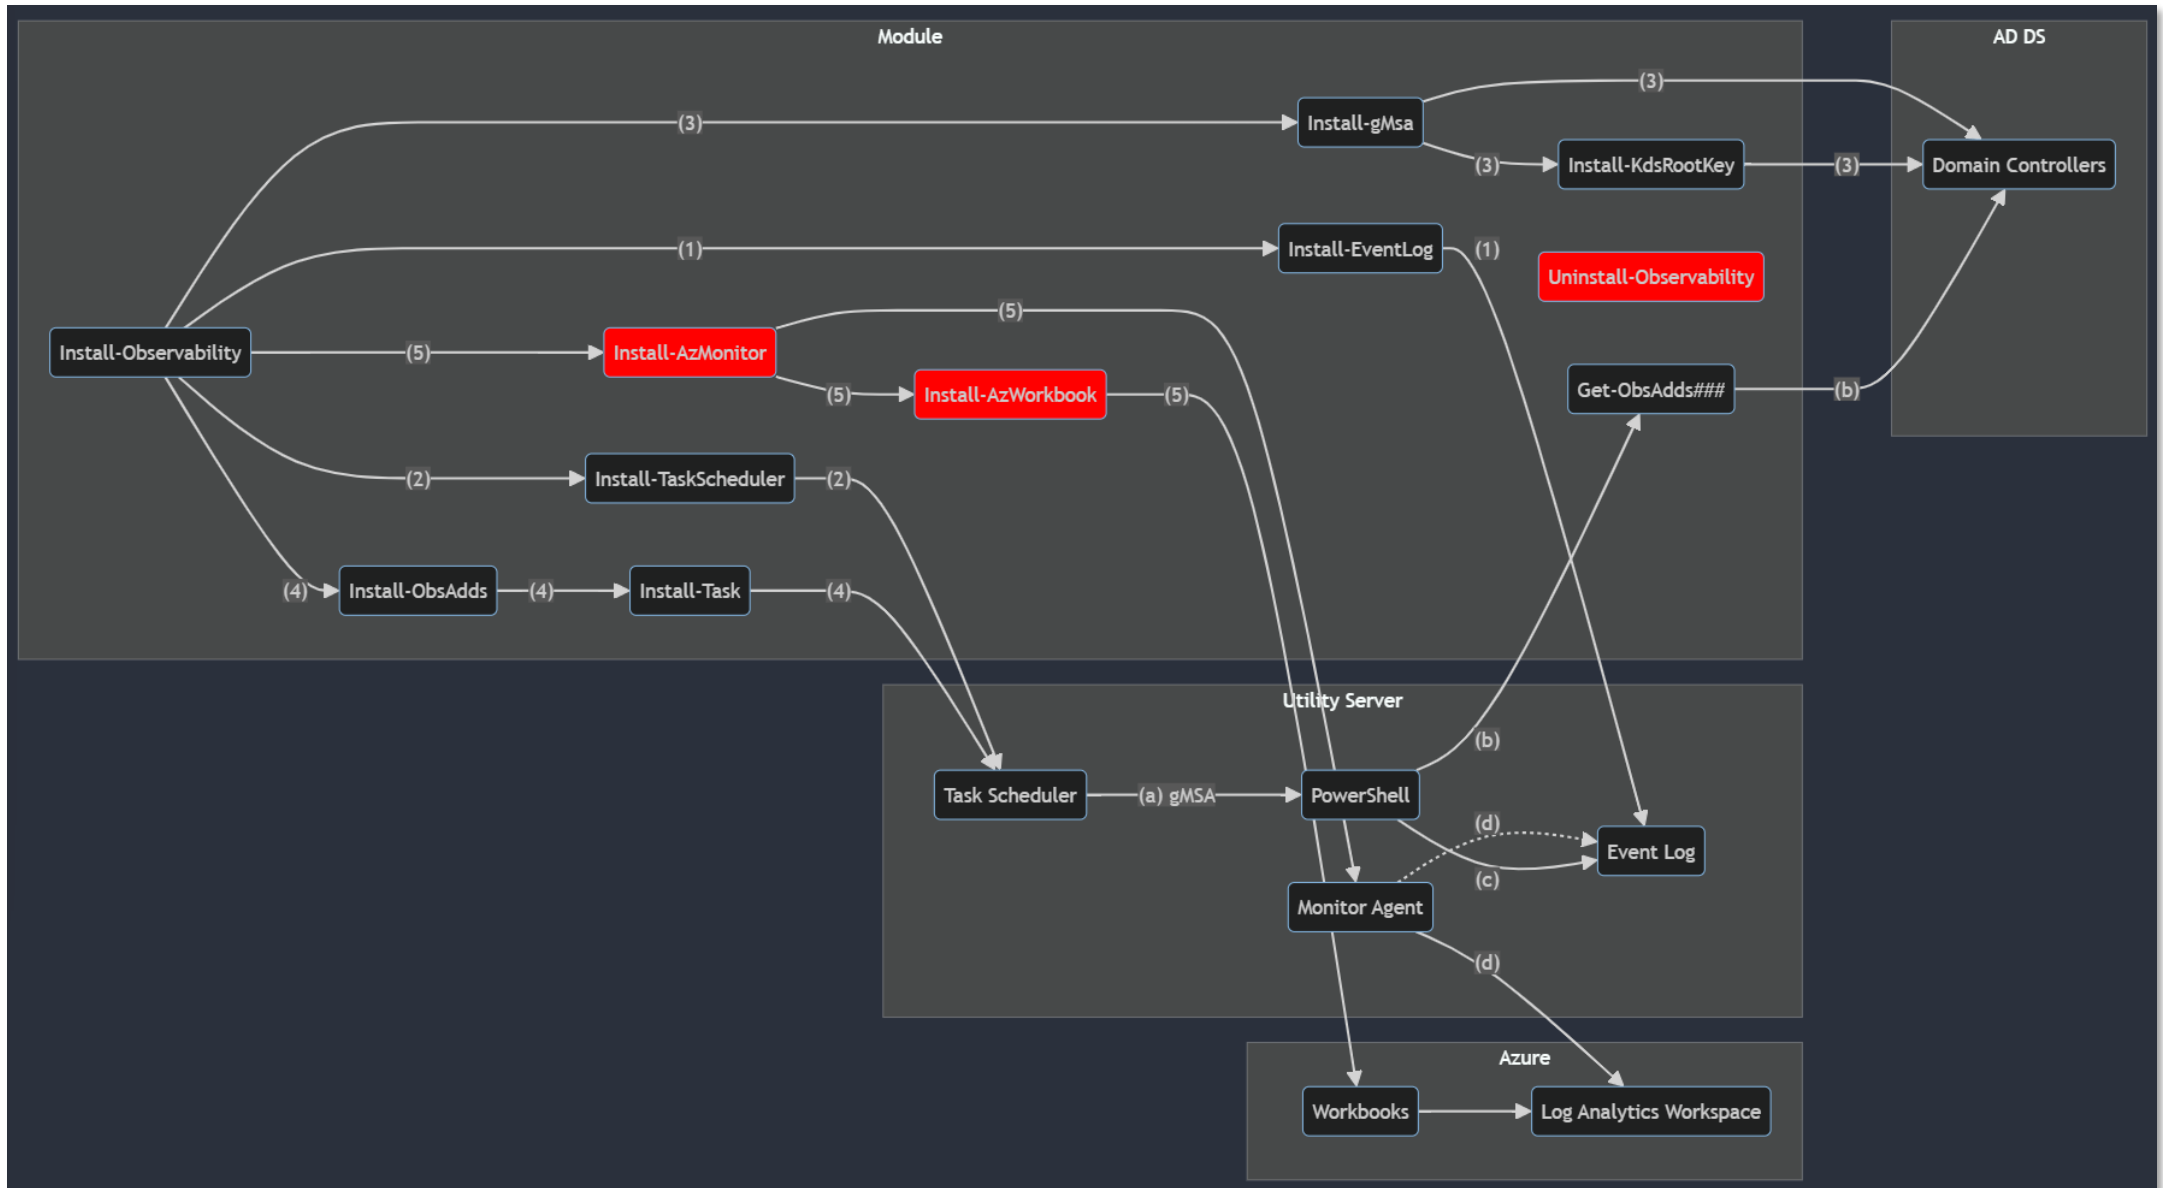 Module
AD DS
(3)
(3)
Install-gMsa
(3)
Install-KdsRootKey
(3)
Domain Controllers
(1)
Install-EventLog
(1)
Uninstall-Observability
(5)
Install-Observability
(5)
Install-AzMonitor
(5)
Install-AzWorkbook
(5)
Get-ObsAdds###
(b)
(2)
Install-TaskScheduler
(2)
(4)
Install-ObsAdds
(4)
Install-Task
(4)
Utility Server
(b)
Task Scheduler
(a) gMSA
PowerShell
(d)
Event Log
(c)
Monitor Agent
(d)
Azure
Workbooks
Log Analytics Workspace